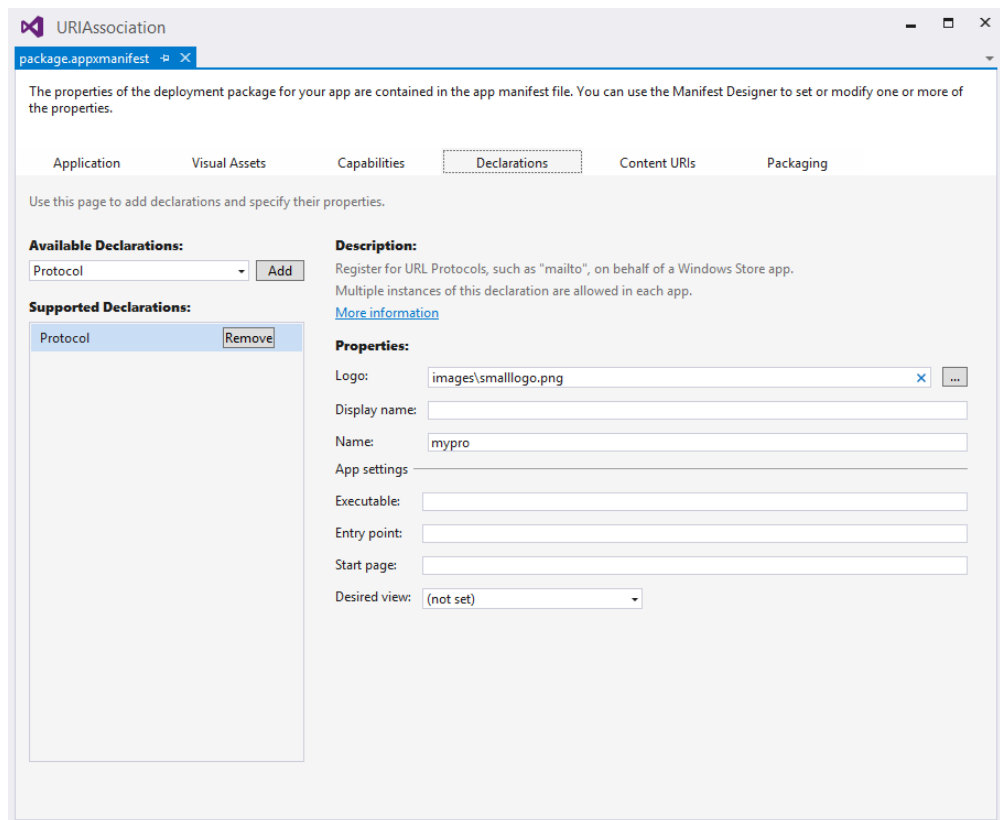 URIAssociation
package.appxmanifest
The properties of the deployment package for your app are contained in the app manifest file. You can use the Manifest Designer to set or modify one or more of
the properties.
Application Visual Assets Capabilities Declarations Content URIs Packaging
Use this page to add declarations and specify their properties.
Available Declarations:
Protocol Add
Supported Declarations:
Protocol Remove
Description:
Register for URL Protocols, such as "mailto", on behalf of a Windows Store app.
Multiple instances of this declaration are allowed in each app.
More information
Properties:
Logo: images\smalllogo.png ...
Display name:
Name: mypro
App settings
Executable:
Entry point:
Start page:
Desired view: (not set)